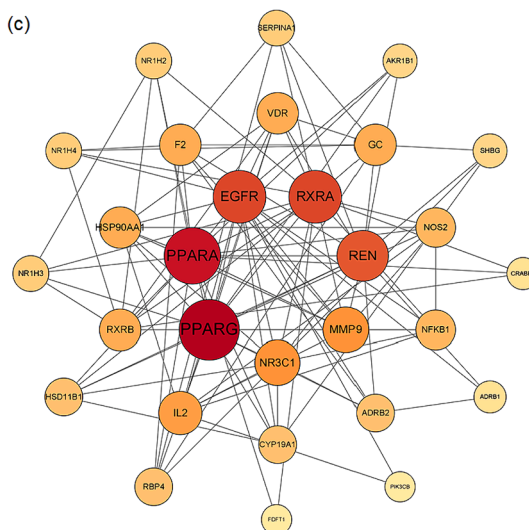 (c)
SERPINA1
NR1H2
AKR1B1
VDR
F2
GC
NR1H4
SHBG
EGFR
RXRA
HSP90AA1
NOS2
PPARA
REN
NR1H3
CRABP
RXRB
PPARG
MMP9
NFKB1
NR3C1
HSD11B1
ADRB1
IL2
ADRB2
CYP19A1
RBP4
PIK3CB
FDFT1